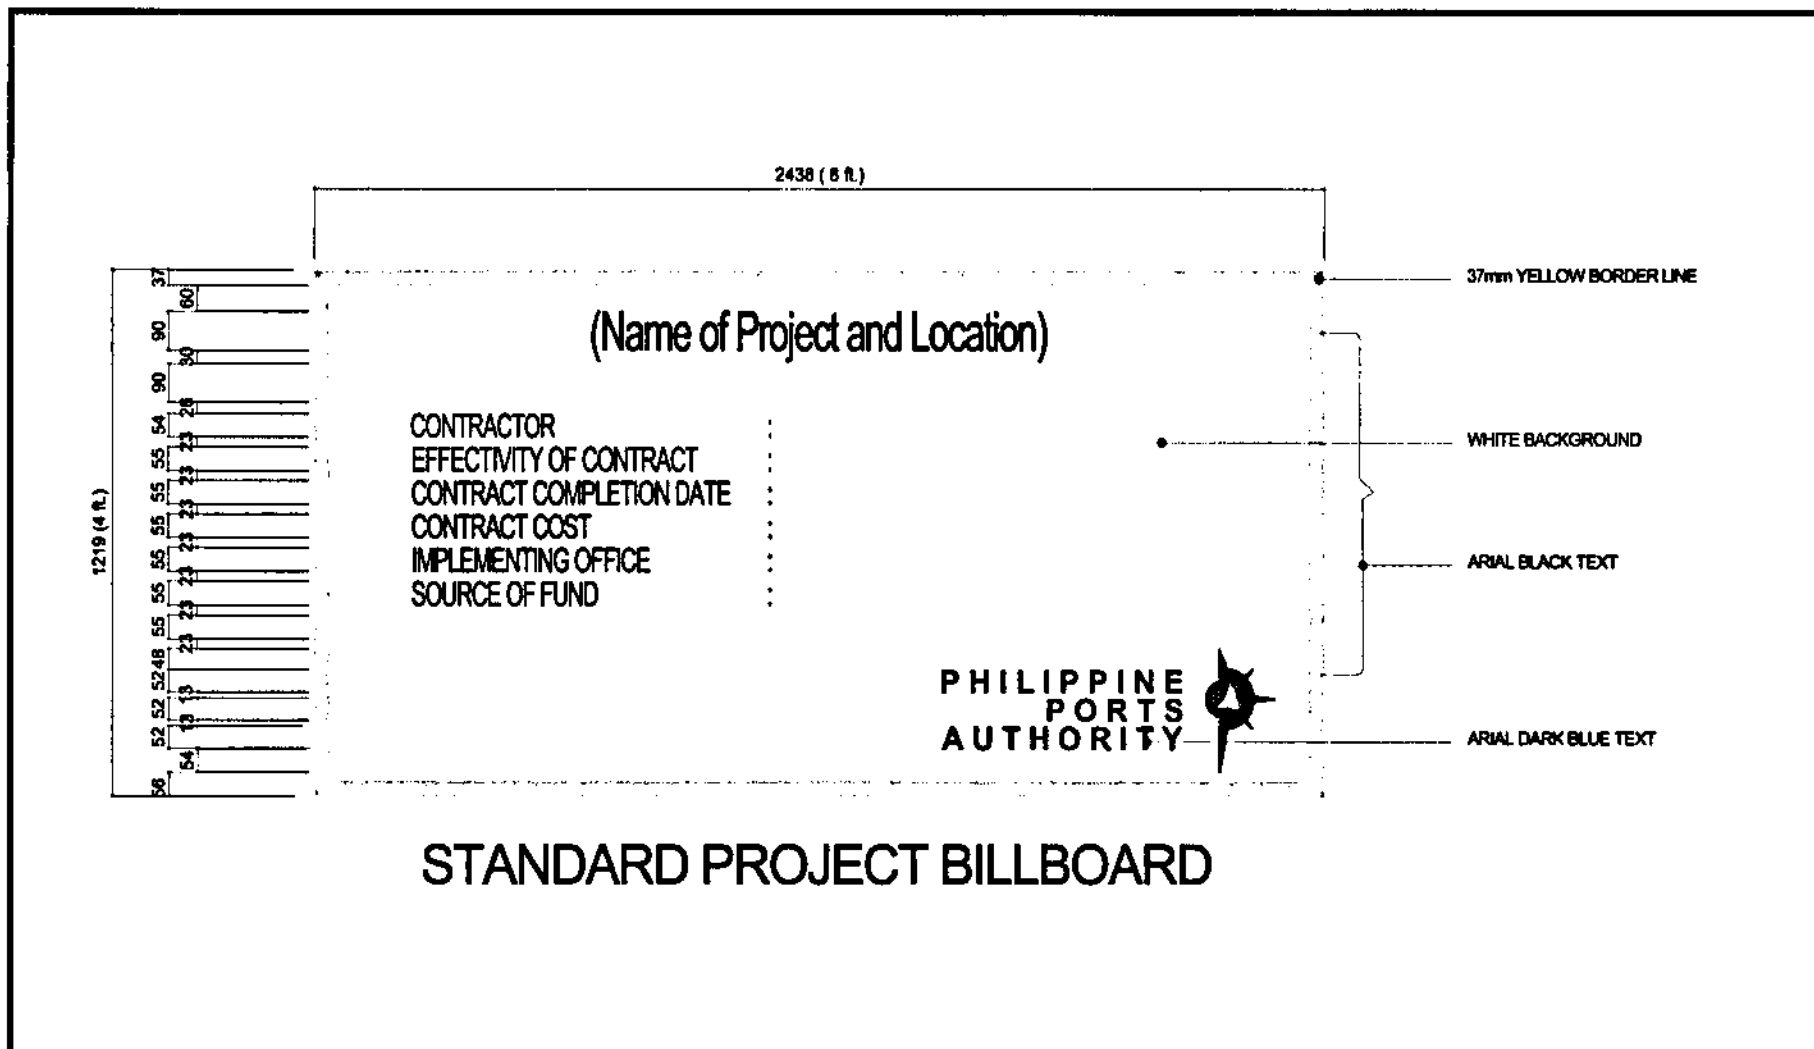 2438 ( 8 ft.)
37mm YELLOW BORDER LINE
(Name of Project and Location)
WHITE BACKGROUND
CONTRACTOR :
EFFECTIVITY OF CONTRACT :
CONTRACT COMPLETION DATE :
CONTRACT COST :
IMPLEMENTING OFFICE :
SOURCE OF FUND :
ARIAL BLACK TEXT
PHILIPPINE
PORTS
AUTHORITY
ARIAL DARK BLUE TEXT
1219 (4 ft.)
37
60
90
30
90
54
23
55
23
55
23
55
23
55
23
55
23
55
23
48
52
13
52
13
52
54
STANDARD PROJECT BILLBOARD